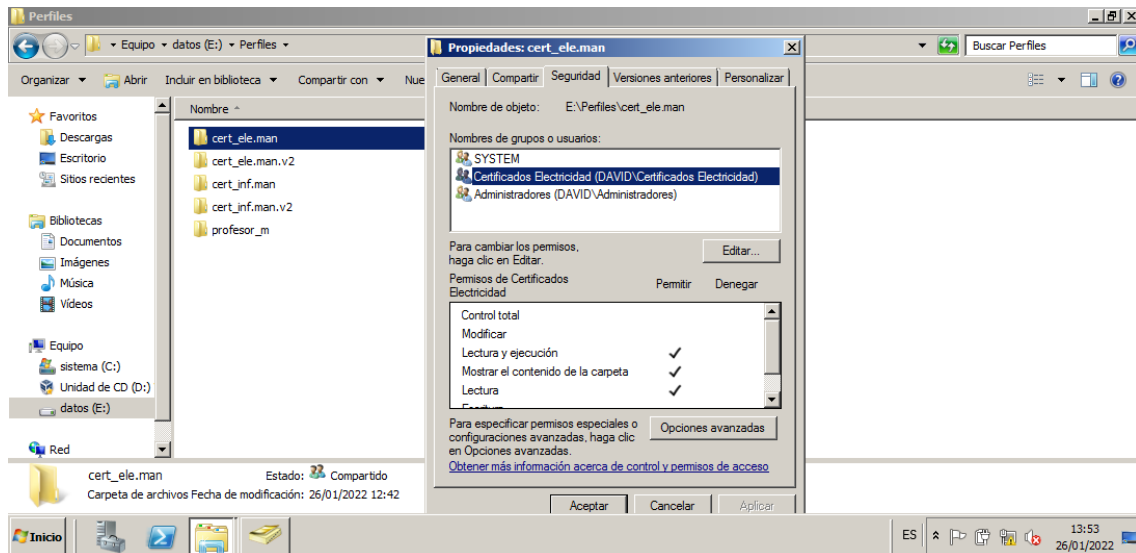 Perfiles
Equipo datos (E:) Perfiles
Buscar Perfiles
Organizar Abrir Incluir en biblioteca Compartir con Nue
Favoritos
Descargas
Escritorio
Sitios recientes
Bibliotecas
Documentos
Imágenes
Música
Vídeos
Equipo
sistema (C:)
Unidad de CD (D:)
datos (E:)
Red
Nombre
cert_ele.man
cert_ele.man.v2
cert_inf.man
cert_inf.man.v2
profesor_m
Propiedades: cert_ele.man
General Compartir Seguridad Versiones anteriores Personalizar
Nombre de objeto: E:\Perfiles\cert_ele.man
Nombres de grupos o usuarios:
SYSTEM
Certificados Electricidad (DAVID\Certificados Electricidad)
Administradores (DAVID\Administradores)
Para cambiar los permisos,
haga clic en Editar.
Editar...
Permisos de Certificados
Electricidad
Permitir Denegar
Control total
Modificar
Lectura y ejecución
Mostrar el contenido de la carpeta
Lectura
Escritura
Para especificar permisos especiales o
configuraciones avanzadas, haga clic
en Opciones avanzadas.
Opciones avanzadas
Obtener más información acerca de control y permisos de acceso
Aceptar Cancelar Aplicar
cert_ele.man Estado: Compartido
Carpeta de archivos Fecha de modificación: 26/01/2022 12:42
Inicio
ES
13:53
26/01/2022